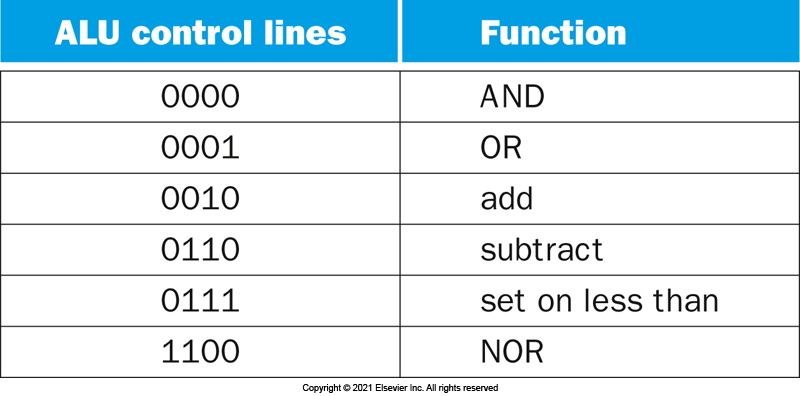 ALU control lines Function
0000 AND
0001 OR
0010 add
0110 subtract
0111 set on less than
1100 NOR
Copyright © 2021 Elsevier Inc. All rights reserved